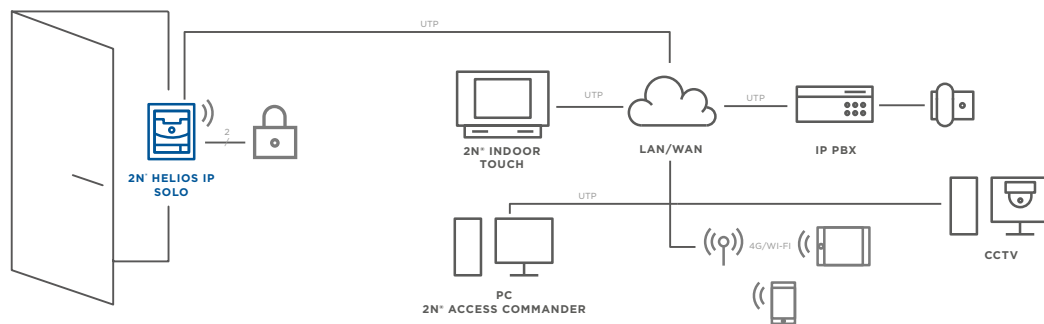 UTP
2
2N® HELIOS IP
SOLO
UTP
UTP
2N® INDOOR
TOUCH
LAN/WAN
IP PBX
UTP
4G/WI-FI
CCTV
PC
2N® ACCESS COMMANDER